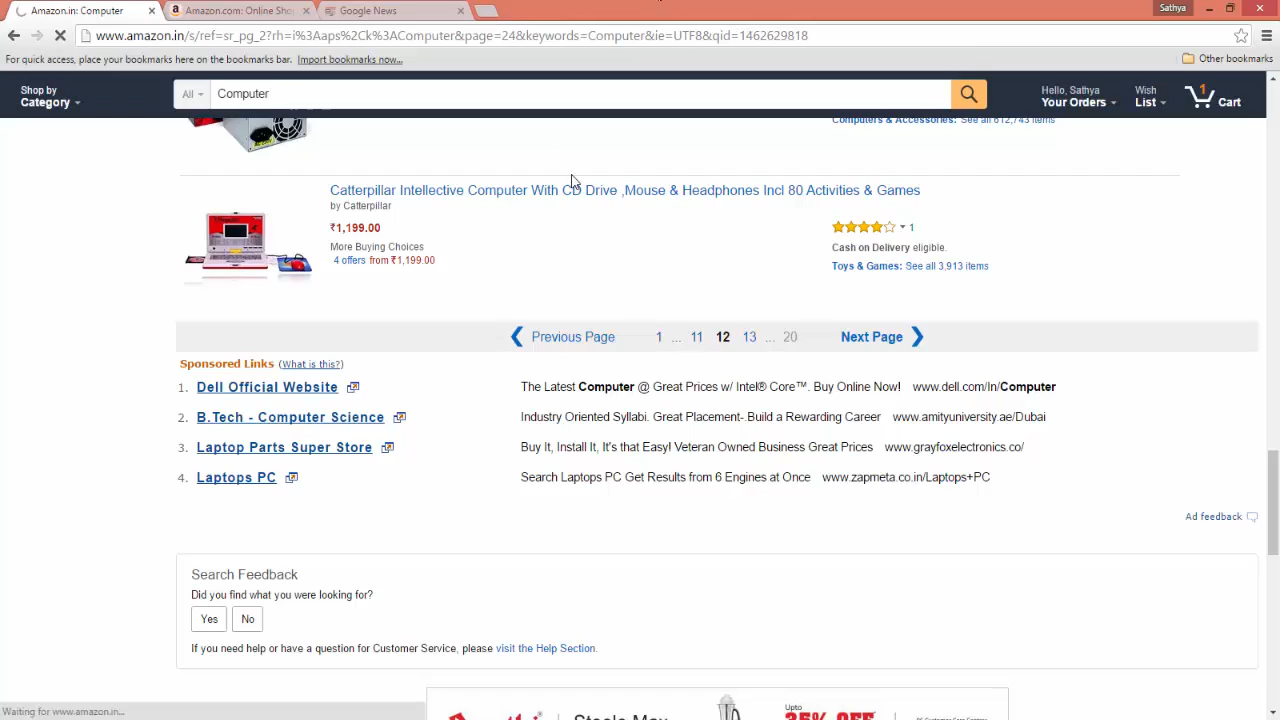 Amazon.in: Computer
Amazon.com: Online Sho
Google News
Sathya
www.amazon.in/s/ref=sr_pg_2?rh=i%3Aaps%2Ck%3AComputer&page=24&keywords=Computer&ie=UTF8&qid=1462629818
For quick access, place your bookmarks here on the bookmarks bar. Import bookmarks now...
Other bookmarks
Shop by
Category
All
Computer
Hello, Sathya
Your Orders
Wish
List
1
Cart
Computers & Accessories: See all 612,743 items
Catterpillar Intellective Computer With CD Drive ,Mouse & Headphones Incl 80 Activities & Games
by Catterpillar
₹1,199.00
More Buying Choices
4 offers from ₹1,199.00
1
Cash on Delivery eligible.
Toys & Games: See all 3,913 items
Previous Page 1 ... 11 12 13 ... 20 Next Page
Sponsored Links (What is this?)
1. Dell Official Website The Latest Computer @ Great Prices w/ Intel® Core™. Buy Online Now! www.dell.com/In/Computer
2. B.Tech - Computer Science Industry Oriented Syllabi. Great Placement-.Build a Rewarding Career www.amityuniversity.ae/Dubai
3. Laptop Parts Super Store Buy It, Install It, It's that Easy! Veteran Owned Business Great Prices www.grayfoxelectronics.co/
4. Laptops PC Search Laptops PC Get Results from 6 Engines at Once www.zapmeta.co.in/Laptops+PC
Ad feedback
Search Feedback
Did you find what you were looking for?
Yes No
If you need help or have a question for Customer Service, please visit the Help Section.
Waiting for www.amazon.in...
Upto
35% OFF